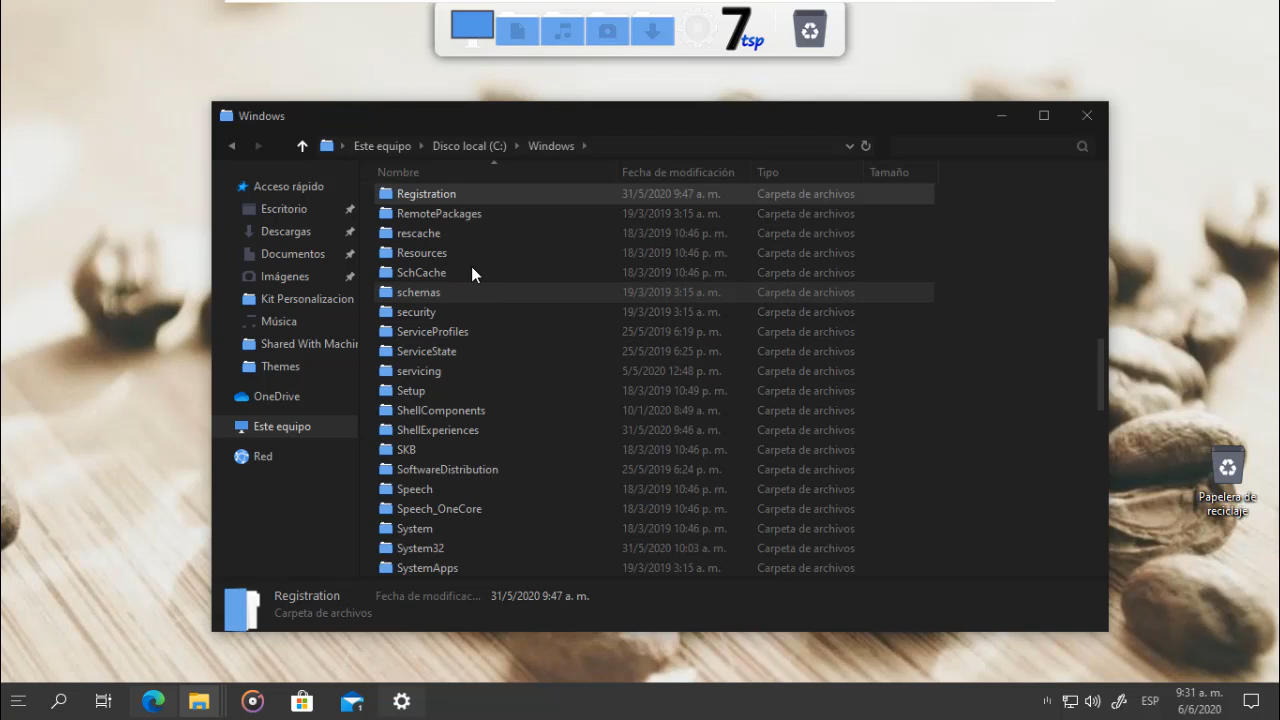 7tsp
Windows
Este equipo Disco local (C:) Windows
Nombre Fecha de modificación Tipo Tamaño
Acceso rápido
Escritorio
Descargas
Documentos
Imágenes
Kit Personalizacion
Música
Shared With Machin
Themes
OneDrive
Este equipo
Red
Registration 31/5/2020 9:47 a. m. Carpeta de archivos
RemotePackages 19/3/2019 3:15 a. m. Carpeta de archivos
rescache 18/3/2019 10:46 p. m. Carpeta de archivos
Resources 18/3/2019 10:46 p. m. Carpeta de archivos
SchCache 18/3/2019 10:46 p. m. Carpeta de archivos
schemas 19/3/2019 3:15 a. m. Carpeta de archivos
security 19/3/2019 3:15 a. m. Carpeta de archivos
ServiceProfiles 25/5/2019 6:19 p. m. Carpeta de archivos
ServiceState 25/5/2019 6:25 p. m. Carpeta de archivos
servicing 5/5/2020 12:48 p. m. Carpeta de archivos
Setup 18/3/2019 10:49 p. m. Carpeta de archivos
ShellComponents 10/1/2020 8:49 a. m. Carpeta de archivos
ShellExperiences 31/5/2020 9:46 a. m. Carpeta de archivos
SKB 18/3/2019 10:46 p. m. Carpeta de archivos
SoftwareDistribution 25/5/2019 6:24 p. m. Carpeta de archivos
Speech 18/3/2019 10:46 p. m. Carpeta de archivos
Speech_OneCore 18/3/2019 10:46 p. m. Carpeta de archivos
System 18/3/2019 10:46 p. m. Carpeta de archivos
System32 31/5/2020 10:03 a. m. Carpeta de archivos
SystemApps 19/3/2019 3:15 a. m. Carpeta de archivos
Registration Fecha de modificac... 31/5/2020 9:47 a. m.
Carpeta de archivos
Papelera de
reciclaje
ESP
9:31 a. m.
6/6/2020